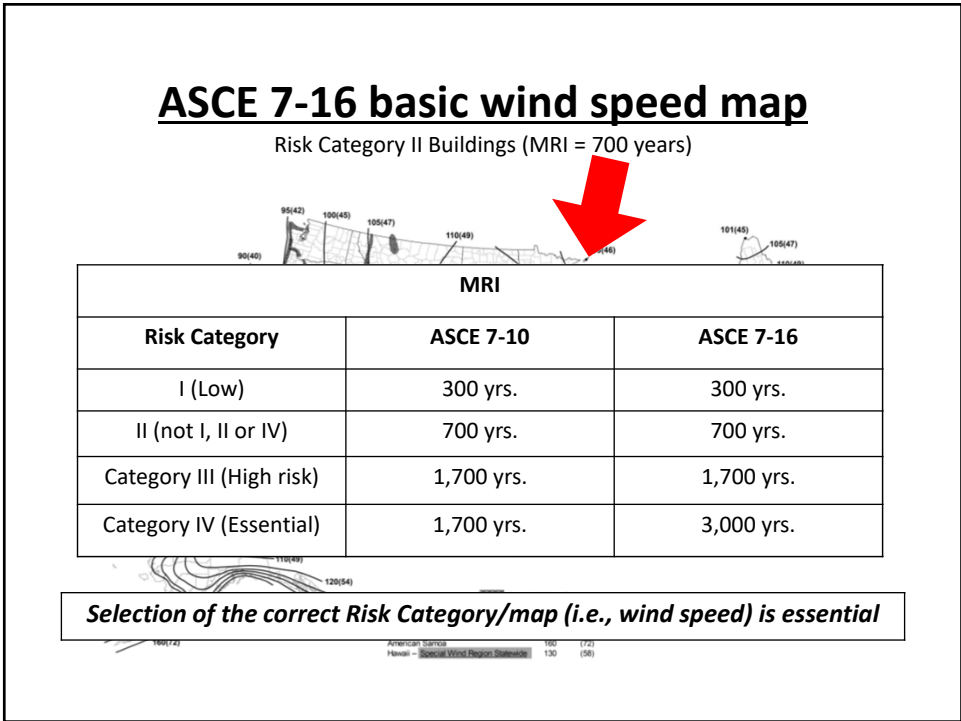 ASCE 7-16 basic wind speed map
Risk Category II Buildings (MRI = 700 years)
95(42) 100(45) 105(47) 110(49) 101(45) 105(47)
90(40) 110(49)
MRI
Risk Category ASCE 7-10 ASCE 7-16
I (Low) 300 yrs. 300 yrs.
II (not I, II or IV) 700 yrs. 700 yrs.
Category III (High risk) 1,700 yrs. 1,700 yrs.
Category IV (Essential) 1,700 yrs. 3,000 yrs.
110(49)
120(54)
Selection of the correct Risk Category/map (i.e., wind speed) is essential
160(72)
American Samoa 160 (72)
Hawaii – Special Wind Region Statewide 130 (58)